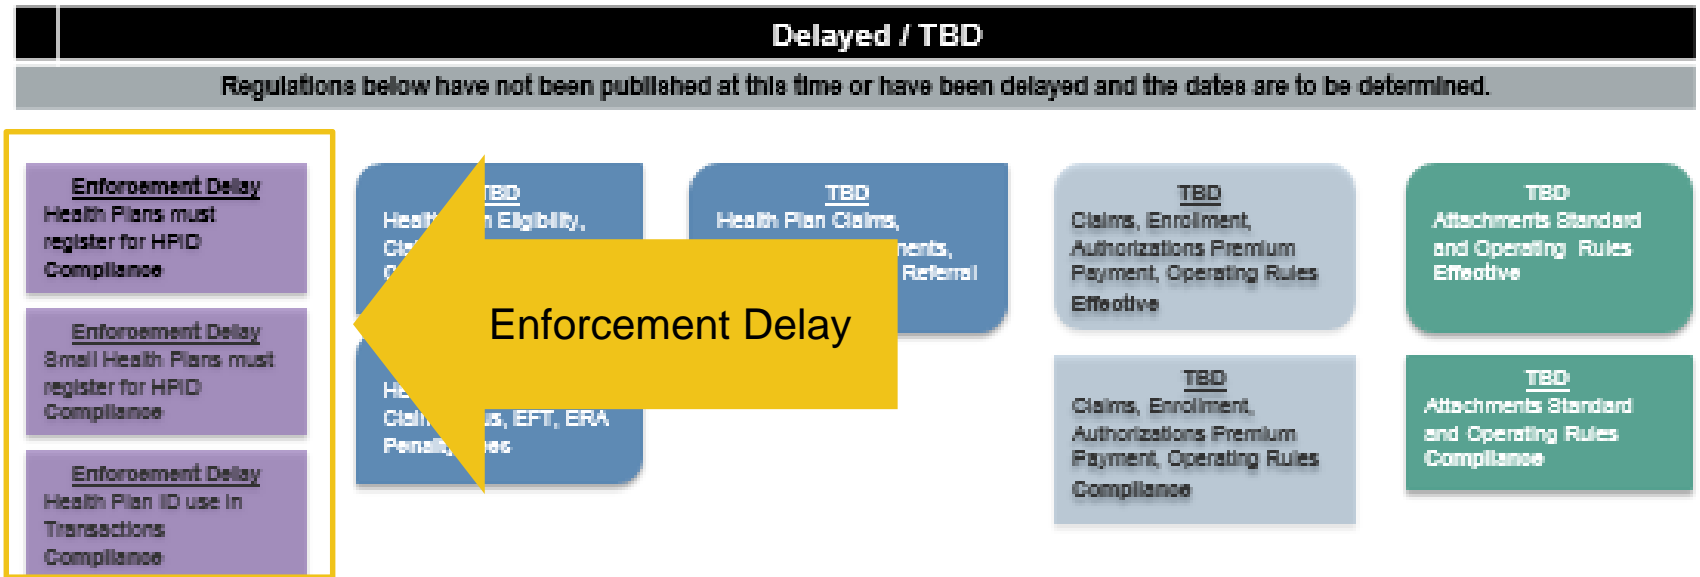 Delayed / TBD
Regulations below have not been published at this time or have been delayed and the dates are to be determined.
Enforcement Delay
Health Plans must
register for HPID
Compliance
Enforcement Delay
Small Health Plans must
register for HPID
Compliance
Enforcement Delay
Health Plan ID use in
Transactions
Compliance
TBD
Eligibility,
EFT, ERA
Enforcement Delay
TBD
Health Plan Claims,
Referral
TBD
Claims, Enrollment,
Authorizations Premium
Payment, Operating Rules
Effective
TBD
Claims, Enrollment,
Authorizations Premium
Payment, Operating Rules
Compliance
TBD
Attachments Standard
and Operating Rules
Effective
TBD
Attachments Standard
and Operating Rules
Compliance